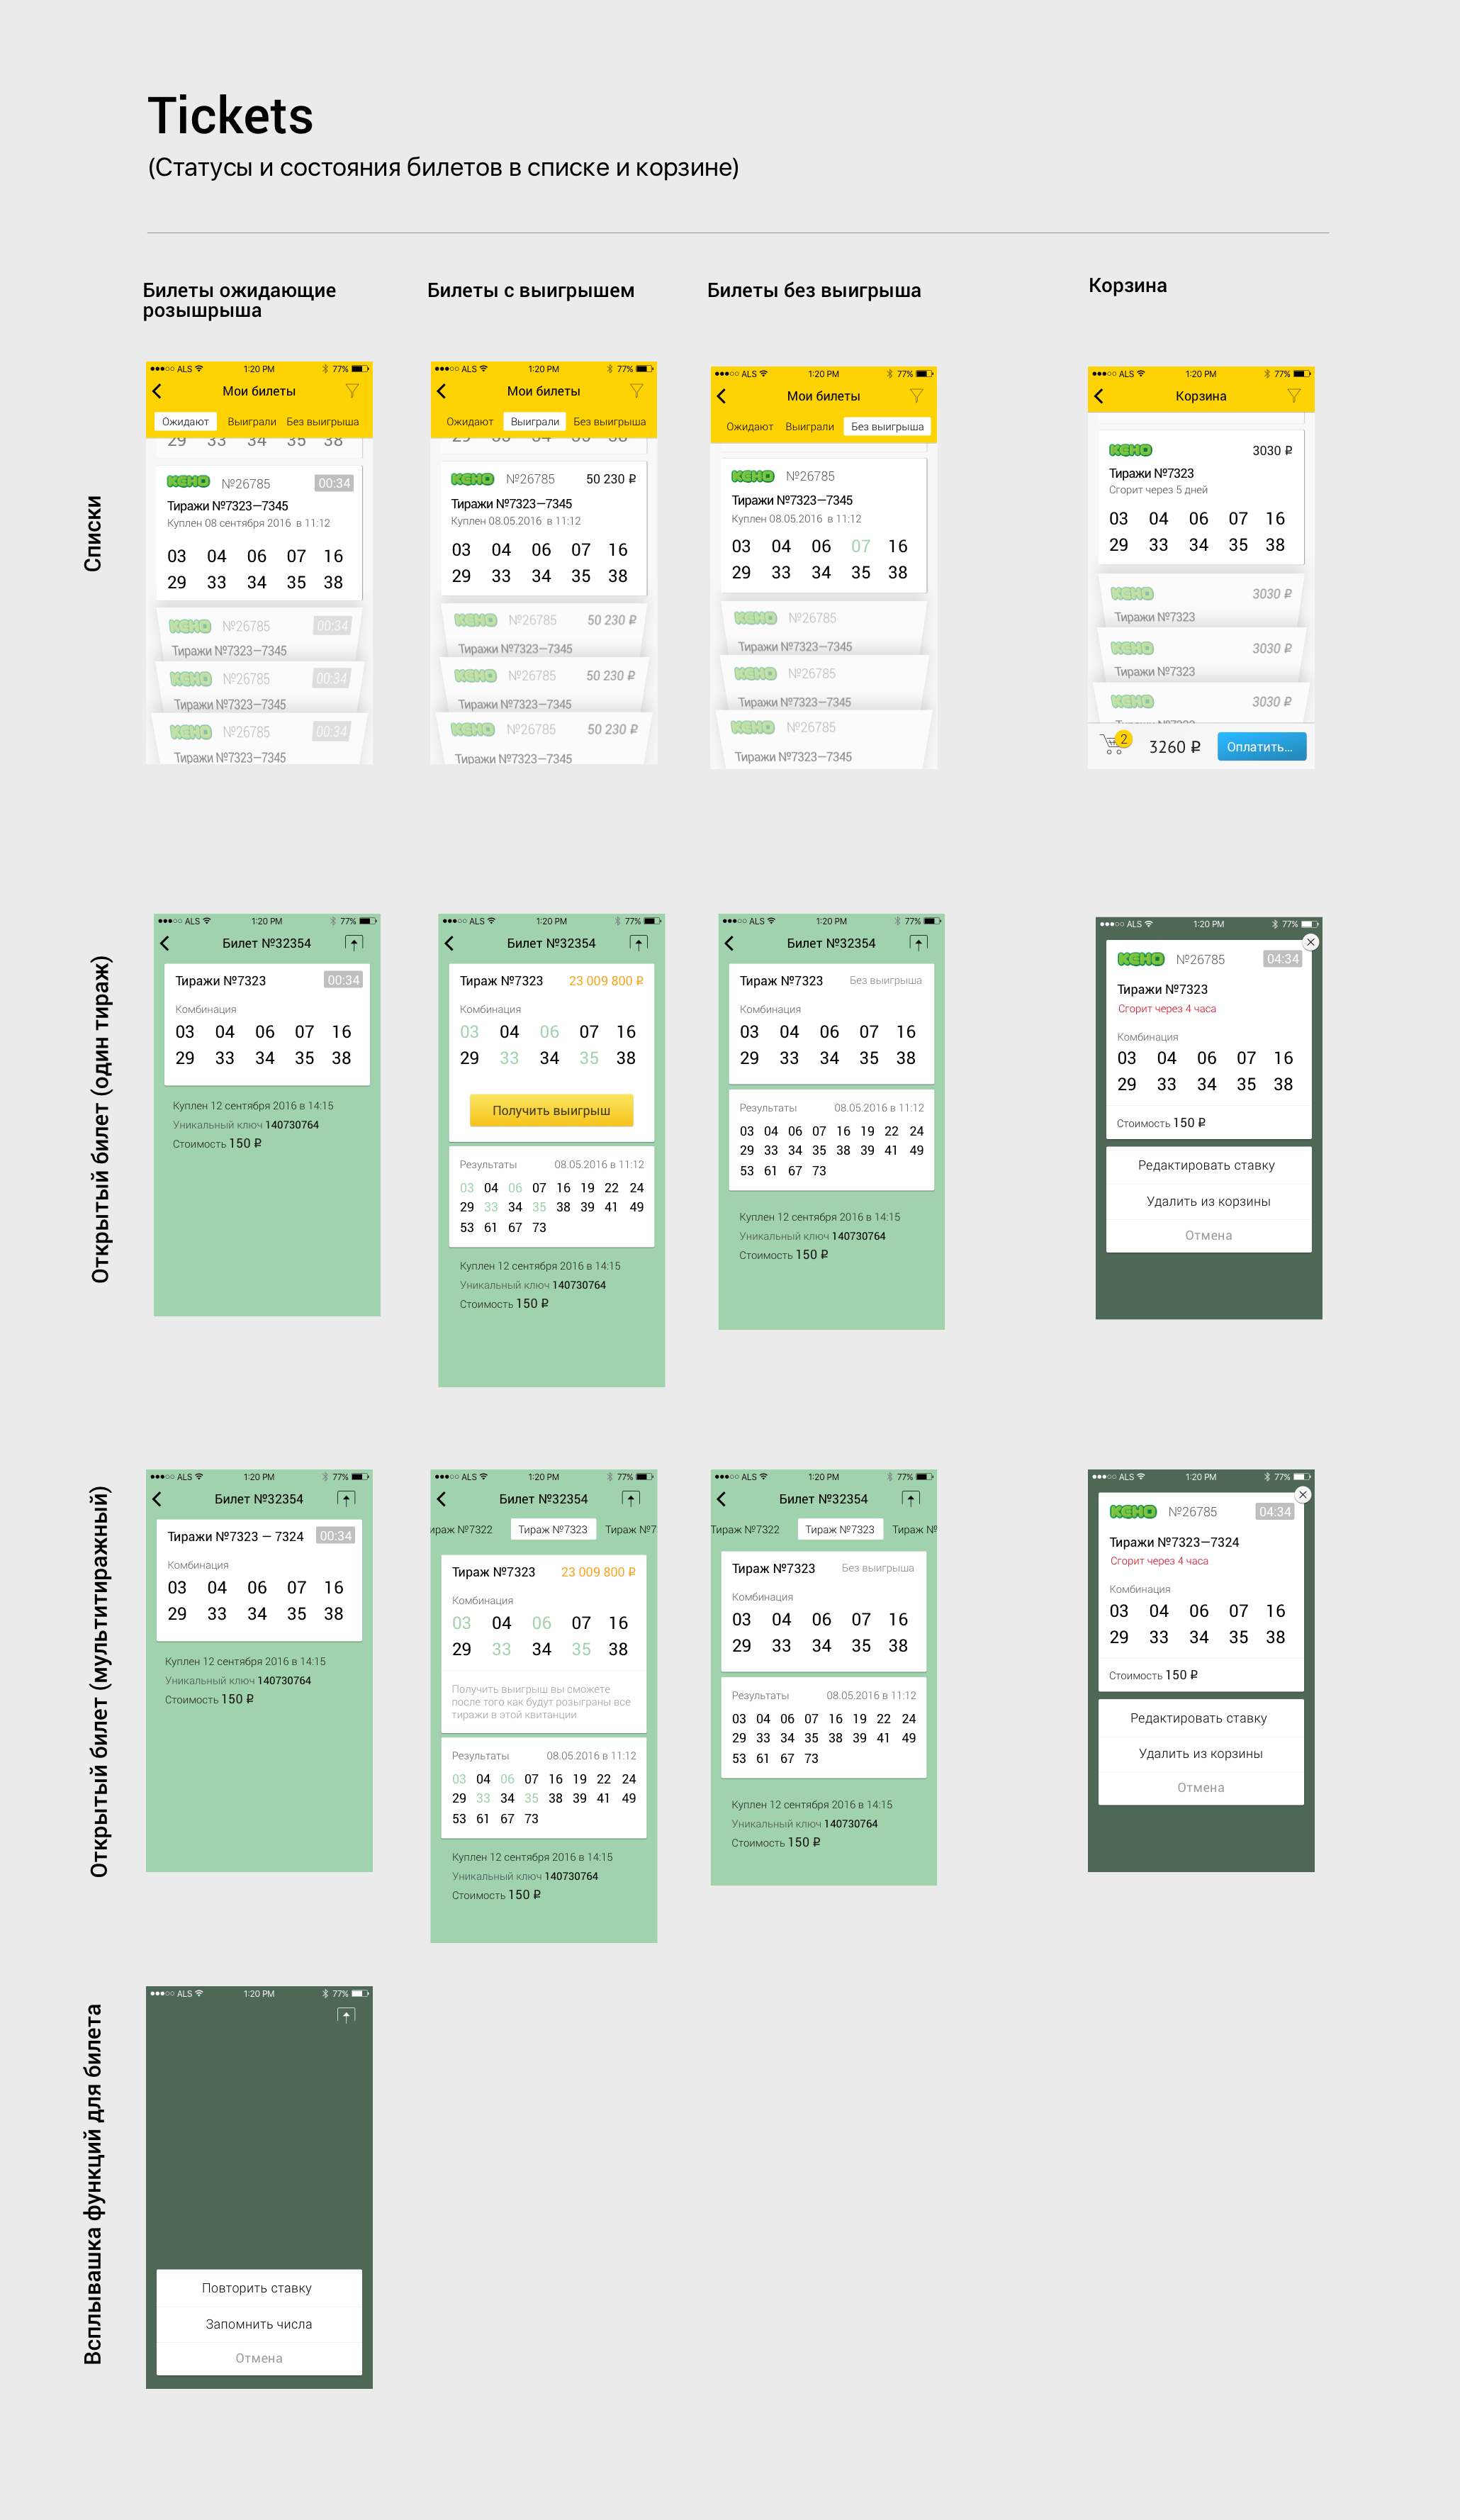 Tickets
(Статусы и состояния билетов в списке и корзине)
Билеты ожидающие
розышрыша
Билеты с выигрышем
Билеты без выигрыша
Корзина
Списки
ALS 1:20 PM 77%
Мои билеты
Ожидают Выиграли Без выигрыша
29 33 34 35 38
КЕНО №26785 00:34
Тиражи №7323—7345
Куплен 08 сентября 2016 в 11:12
03 04 06 07 16
29 33 34 35 38
КЕНО №26785 00:34
Тиражи №7323—7345
КЕНО №26785 00:34
Тиражи №7323—7345
КЕНО №26785 00:34
Тиражи №7323—7345
ALS 1:20 PM 77%
Мои билеты
Ожидают Выиграли Без выигрыша
29 33 34 35 38
КЕНО №26785 50 230 ₽
Тиражи №7323—7345
Куплен 08.05.2016 в 11:12
03 04 06 07 16
29 33 34 35 38
КЕНО №26785 50 230 ₽
Тиражи №7323—7345
КЕНО №26785 50 230 ₽
Тиражи №7323—7345
КЕНО №26785 50 230 ₽
Тиражи №7323—7345
ALS 1:20 PM 77%
Мои билеты
Ожидают Выиграли Без выигрыша
КЕНО №26785
Тиражи №7323—7345
Куплен 08.05.2016 в 11:12
03 04 06 07 16
29 33 34 35 38
КЕНО №26785
Тиражи №7323—7345
КЕНО №26785
Тиражи №7323—7345
КЕНО №26785
Тиражи №7323—7345
ALS 1:20 PM 77%
Корзина
КЕНО 3030 ₽
Тиражи №7323
Сгорит через 5 дней
03 04 06 07 16
29 33 34 35 38
КЕНО 3030 ₽
Тиражи №7323
КЕНО 3030 ₽
Тиражи №7323
КЕНО 3030 ₽
Тиражи №7323
2 3260 ₽ Оплатить...
Открытый билет (один тираж)
ALS 1:20 PM 77%
Билет №32354
Тиражи №7323 00:34
Комбинация
03 04 06 07 16
29 33 34 35 38
Куплен 12 сентября 2016 в 14:15
Уникальный ключ 140730764
Стоимость 150 ₽
ALS 1:20 PM 77%
Билет №32354
Тираж №7323 23 009 800 ₽
Комбинация
03 04 06 07 16
29 33 34 35 38
Получить выигрыш
Результаты 08.05.2016 в 11:12
03 04 06 07 16 19 22 24
29 33 34 35 38 39 41 49
53 61 67 73
Куплен 12 сентября 2016 в 14:15
Уникальный ключ 140730764
Стоимость 150 ₽
ALS 1:20 PM 77%
Билет №32354
Тираж №7323 Без выигрыша
Комбинация
03 04 06 07 16
29 33 34 35 38
Результаты 08.05.2016 в 11:12
03 04 06 07 16 19 22 24
29 33 34 35 38 39 41 49
53 61 67 73
Куплен 12 сентября 2016 в 14:15
Уникальный ключ 140730764
Стоимость 150 ₽
ALS 1:20 PM 77%
КЕНО №26785 04:34
Тиражи №7323
Сгорит через 4 часа
Комбинация
03 04 06 07 16
29 33 34 35 38
Стоимость 150 ₽
Редактировать ставку
Удалить из корзины
Отмена
Открытый билет (мультитиражный)
ALS 1:20 PM 77%
Билет №32354
Тиражи №7323 – 7324 00:34
Комбинация
03 04 06 07 16
29 33 34 35 38
Куплен 12 сентября 2016 в 14:15
Уникальный ключ 140730764
Стоимость 150 ₽
ALS 1:20 PM 77%
Билет №32354
ираж №7322 Тираж №7323 Тираж №7
Тираж №7323 23 009 800 ₽
Комбинация
03 04 06 07 16
29 33 34 35 38
Получить выигрыш вы сможете
после того как будут розыграны все
тиражи в этой квитанции
Результаты 08.05.2016 в 11:12
03 04 06 07 16 19 22 24
29 33 34 35 38 39 41 49
53 61 67 73
Куплен 12 сентября 2016 в 14:15
Уникальный ключ 140730764
Стоимость 150 ₽
ALS 1:20 PM 77%
Билет №32354
Тираж №7322 Тираж №7323 Тираж №
Тираж №7323 Без выигрыша
Комбинация
03 04 06 07 16
29 33 34 35 38
Результаты 08.05.2016 в 11:12
03 04 06 07 16 19 22 24
29 33 34 35 38 39 41 49
53 61 67 73
Куплен 12 сентября 2016 в 14:15
Уникальный ключ 140730764
Стоимость 150 ₽
ALS 1:20 PM 77%
КЕНО №26785 04:34
Тиражи №7323—7324
Сгорит через 4 часа
Комбинация
03 04 06 07 16
29 33 34 35 38
Стоимость 150 ₽
Редактировать ставку
Удалить из корзины
Отмена
Всплывашка функций для билета
ALS 1:20 PM 77%
Повторить ставку
Запомнить числа
Отмена